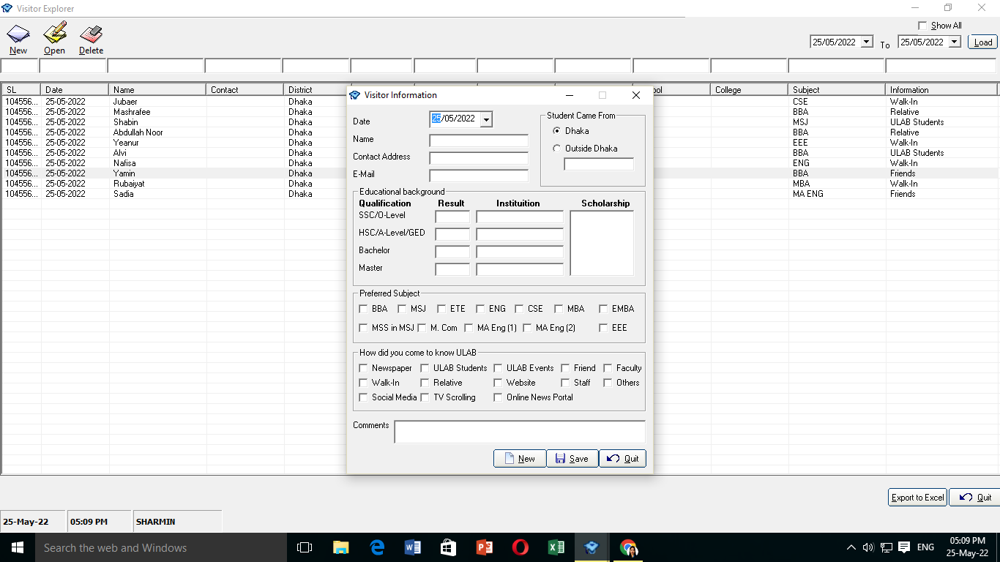 Visitor Explorer
Show All
New Open Delete
25/05/2022 To 25/05/2022 Load
SL Date Name Contact District College Subject Information
104556... 25-05-2022 Jubaer Dhaka CSE Walk-In
104556... 25-05-2022 Mashrafee Dhaka BBA Relative
104556... 25-05-2022 Shabin Dhaka MSJ ULAB Students
104556... 25-05-2022 Abdullah Noor Dhaka BBA Relative
104556... 25-05-2022 Yeanur Dhaka EEE Walk-In
104556... 25-05-2022 Alvi Dhaka BBA ULAB Students
104556... 25-05-2022 Nafisa Dhaka ENG Walk-In
104556... 25-05-2022 Yamin Dhaka BBA Friends
104556... 25-05-2022 Rubaiyat Dhaka MBA Walk-In
104556... 25-05-2022 Sadia Dhaka MA ENG Friends
Visitor Information
Date 25/05/2022
Name
Contact Address
E-Mail
Student Came From
Dhaka
Outside Dhaka
Educational background
Qualification Result Instituition Scholarship
SSC/O-Level
HSC/A-Level/GED
Bachelor
Master
Preferred Subject
BBA MSJ ETE ENG CSE MBA EMBA
MSS in MSJ M. Com MA Eng (1) MA Eng (2) EEE
How did you come to know ULAB
Newspaper ULAB Students ULAB Events Friend Faculty
Walk-In Relative Website Staff Others
Social Media TV Scrolling Online News Portal
Comments
New Save Quit
Export to Excel Quit
25-May-22 05:09 PM SHARMIN
Search the web and Windows
ENG
05:09 PM
25-May-22